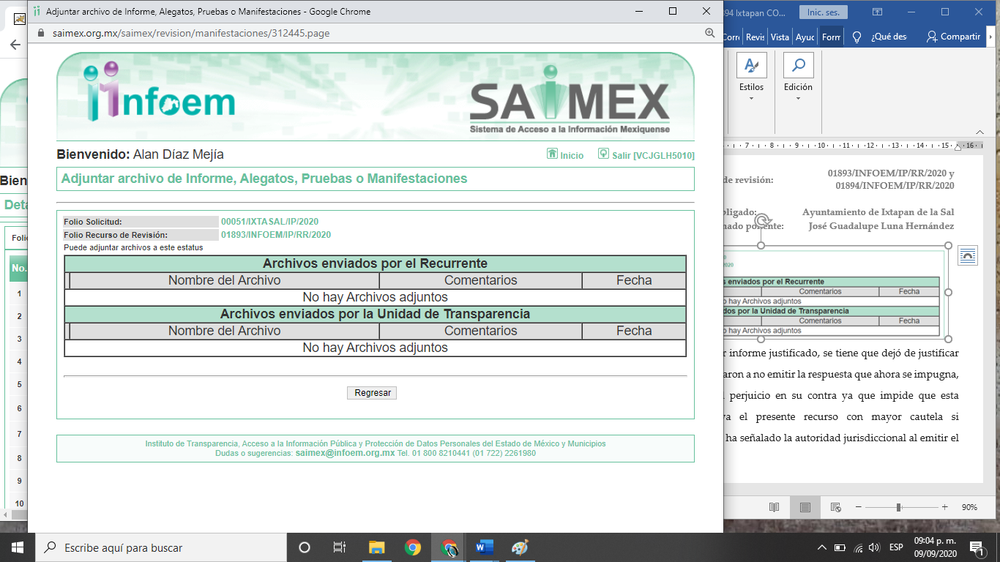 Adjuntar archivo de Informe, Alegatos, Pruebas o Manifestaciones - Google Chrome
saimex.org.mx/saimex/revision/manifestaciones/312445.page
infoem
SAIMEX
Sistema de Acceso a la Información Mexiquense
Bienvenido: Alan Díaz Mejía
Inicio Salir [VCJGLH5010]
Adjuntar archivo de Informe, Alegatos, Pruebas o Manifestaciones
Folio Solicitud: 00051/IXTASAL/IP/2020
Folio Recurso de Revisión: 01893/INFOEM/IP/RR/2020
Puede adjuntar archivos a este estatus
Archivos enviados por el Recurrente
Nombre del Archivo Comentarios Fecha
No hay Archivos adjuntos
Archivos enviados por la Unidad de Transparencia
Nombre del Archivo Comentarios Fecha
No hay Archivos adjuntos
Regresar
Instituto de Transparencia, Acceso a la Información Pública y Protección de Datos Personales del Estado de México y Municipios
Dudas o sugerencias: saimex@infoem.org.mx Tel. 01 800 8210441 (01 722) 2261980
Bien
Deta
Folio
No.
1
2
3
4
5
6
7
8
9
10
94 Ixtapan CO... Inic. ses.
Corre Revis Vista Ayuc Form ¿Qué des Compartir
Estilos Edición
7 8 9 10 11 12 13 14 15 16
de revisión: 01893/INFOEM/IP/RR/2020 y
01894/INFOEM/IP/RR/2020
bligado: Ayuntamiento de Ixtapan de la Sal
nado ponente: José Guadalupe Luna Hernández
s enviados por el Recurrente
Comentarios Fecha
o hay Archivos adjuntos
dos por la Unidad de Transparencia
Comentarios Fecha
o hay Archivos adjuntos
r informe justificado, se tiene que dejó de justificar
aron a no emitir la respuesta que ahora se impugna,
perjuicio en su contra ya que impide que esta
va el presente recurso con mayor cautela si
ha señalado la autoridad jurisdiccional al emitir el
90%
Escribe aquí para buscar
ESP
09:04 p. m.
09/09/2020
1